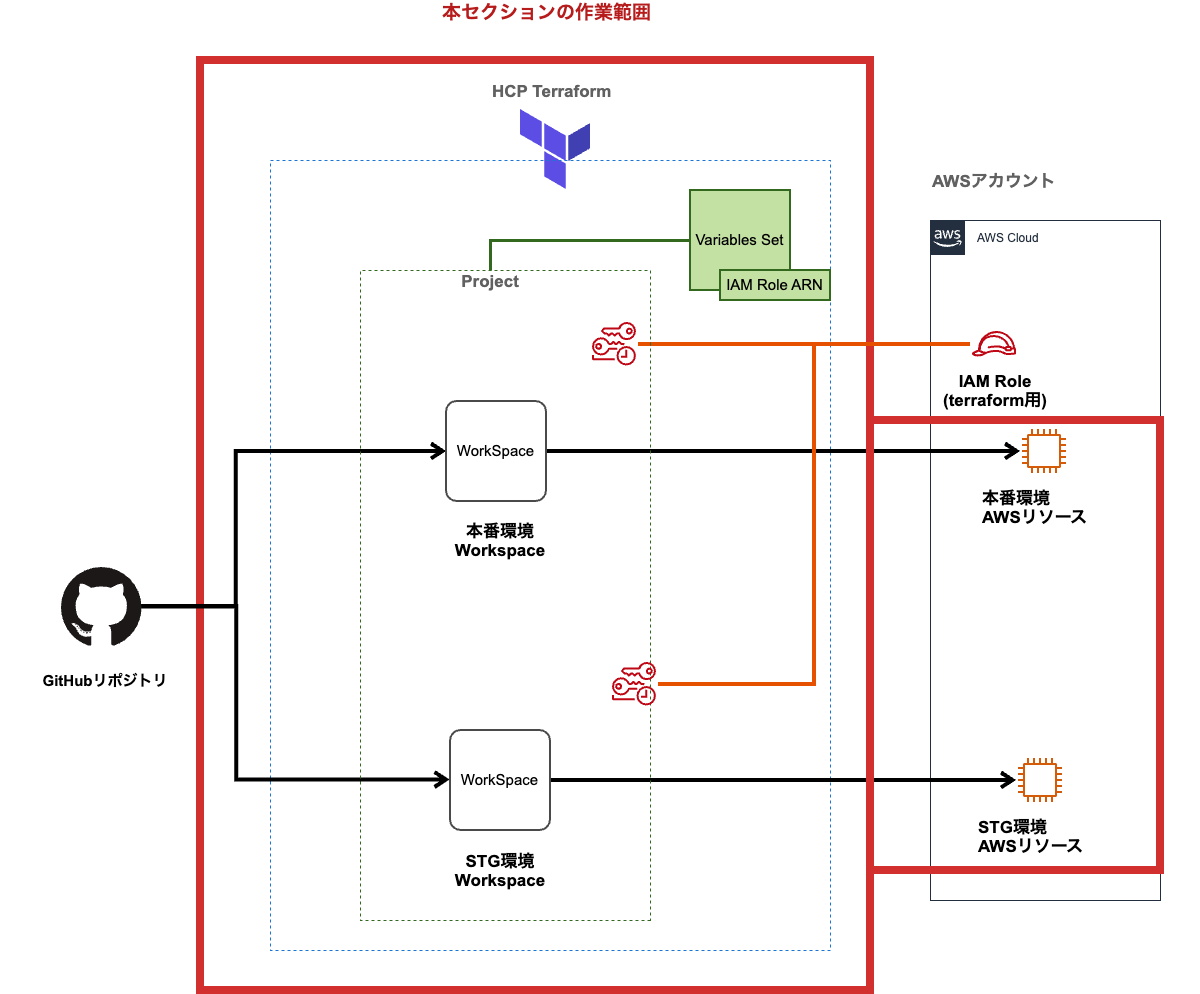 本セクションの作業範囲
HCP Terraform
AWSアカウント
aws
AWS Cloud
Variables Set
IAM Role ARN
Project
IAM Role
(terraform用)
WorkSpace
本番環境
Workspace
本番環境
AWSリソース
GitHubリポジトリ
WorkSpace
STG環境
Workspace
STG環境
AWSリソース